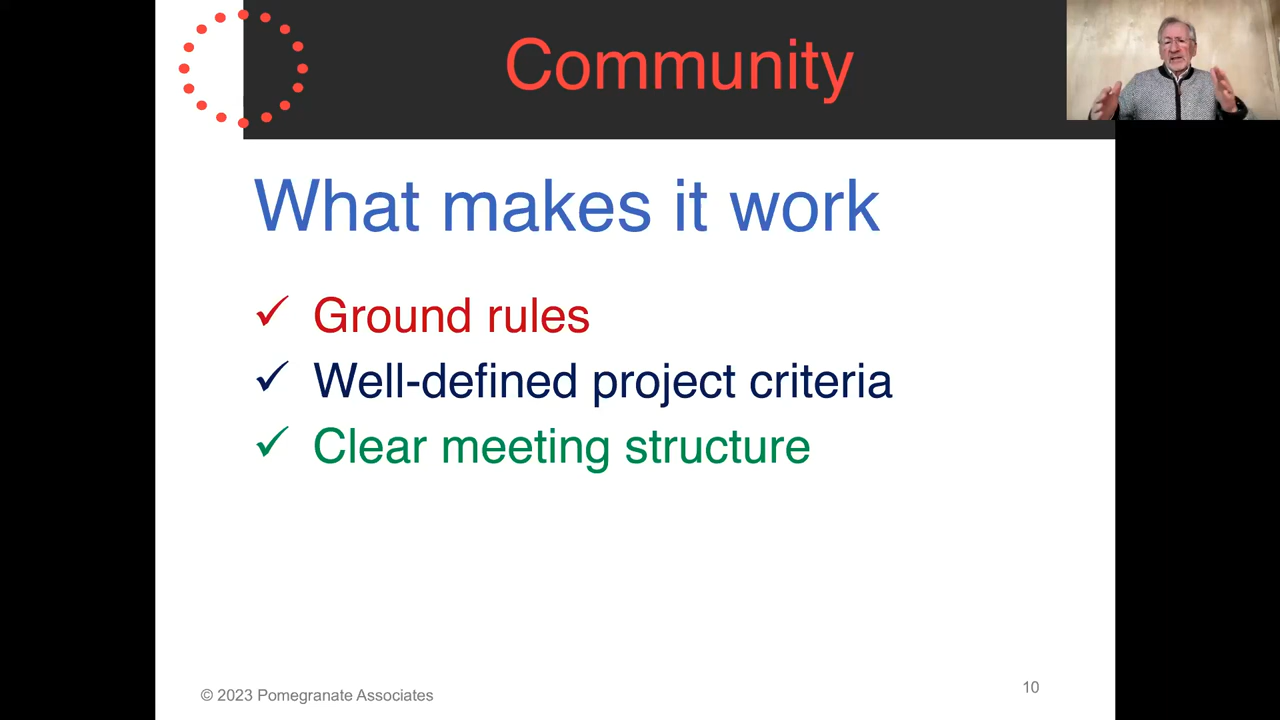 Community
What makes it work
✓ Ground rules
✓ Well-defined project criteria
✓ Clear meeting structure
© 2023 Pomegranate Associates
10